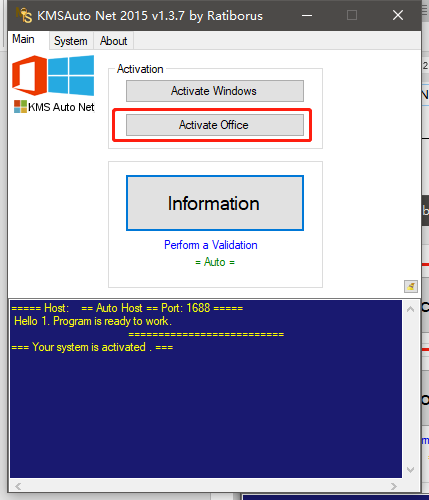 KMSAuto Net 2015 v1.3.7 by Ratiborus
Main System About
Activation
Activate Windows
KMS Auto Net
Activate Office
Information
Perform a Validation
= Auto =
===== Host: == Auto Host == Port: 1688 =====
Hello 1. Program is ready to work.
==========================
=== Your system is activated . ===